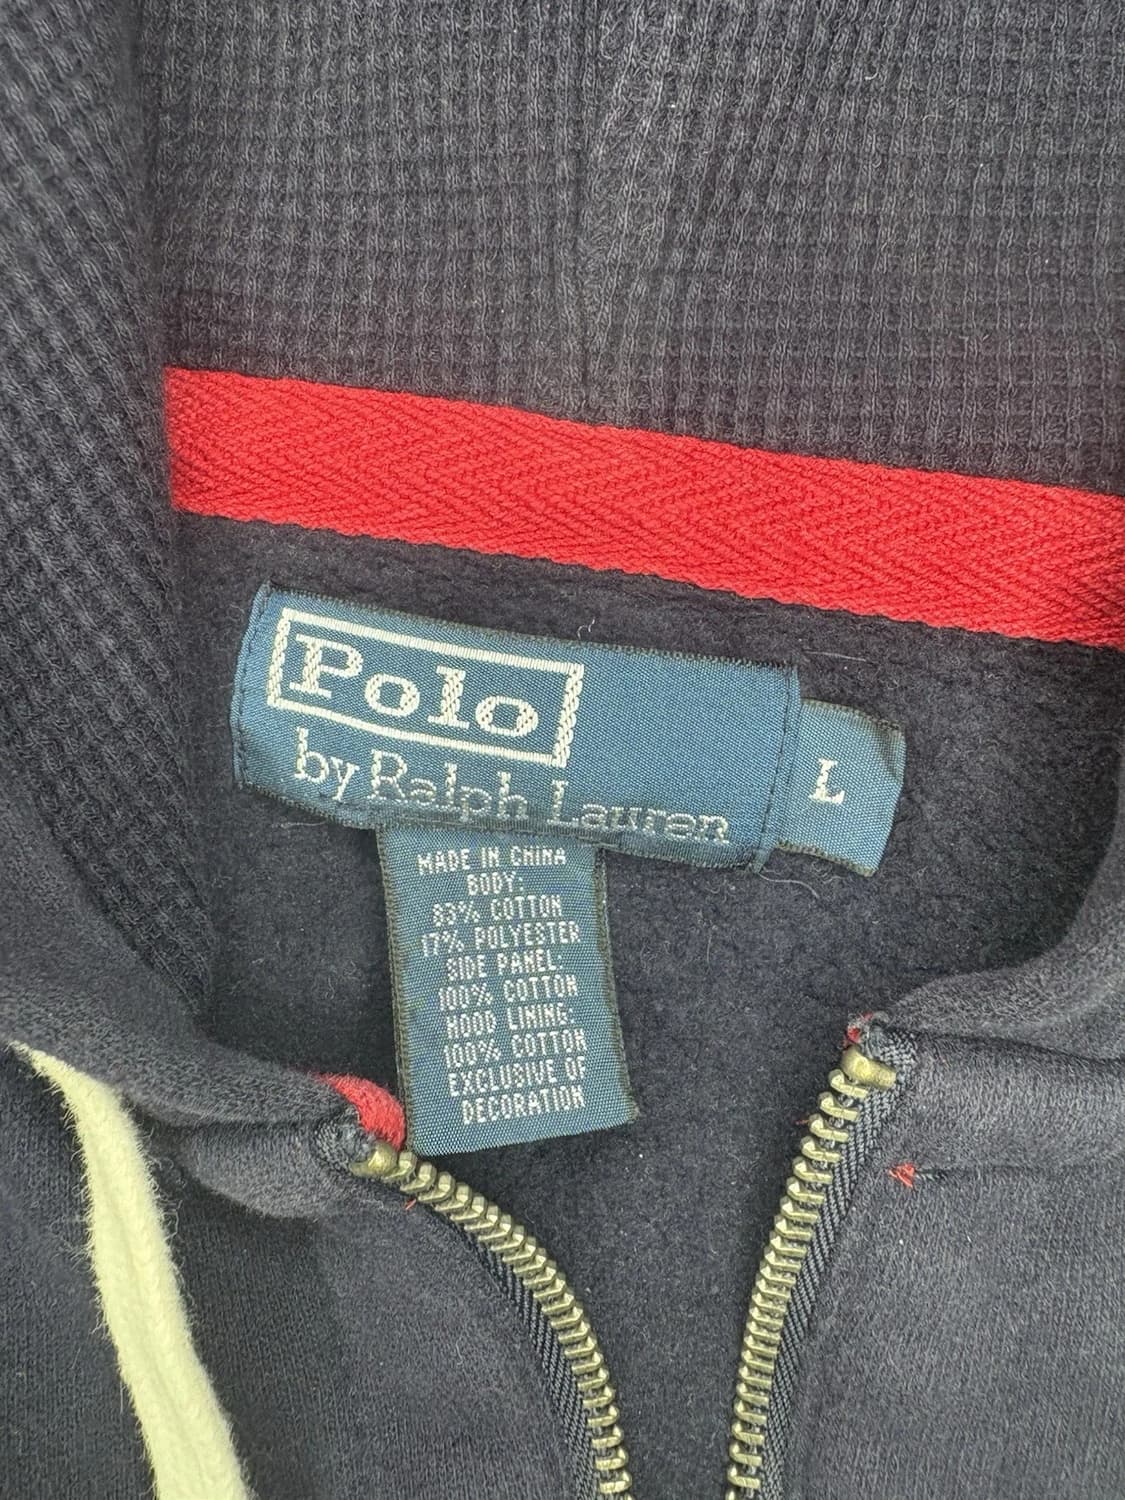 Polo
by Ralph Lauren
L
MADE IN CHINA
BODY:
83% COTTON
17% POLYESTER
SIDE PANEL:
100% COTTON
HOOD LINING:
100% COTTON
EXCLUSIVE OF
DECORATION